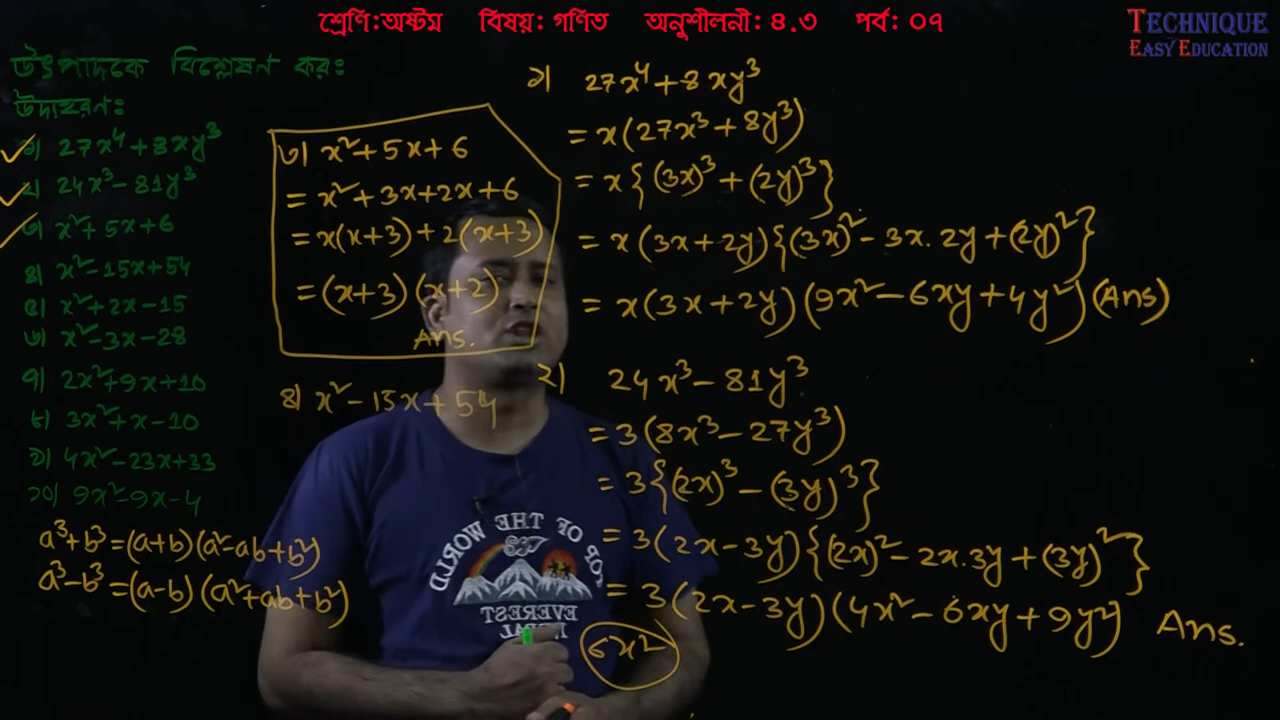 শ্রেণি:অষ্টম বিষয়: গণিত অনুশীলনী: ৪.৩ পর্ব: ০৭
TECHNIQUE
EASY EDUCATION
উৎপাদকে বিশ্লেষণ কর:
উদাহরণ:
১) 27x⁴+8xy³
২) 24x³-81y³
৩) x²+5x+6
৪) x²-15x+54
৫) x²+2x-15
৬) x²-3x-28
৭) 2x²+9x+10
৮) 3x²+x-10
৯) 4x²-23x+33
১০) 9x²-9x-4
a³+b³=(a+b)(a²-ab+b²)
a³-b³=(a-b)(a²+ab+b²)
৩) x²+5x+6
= x²+3x+2x+6
= x(x+3)+2(x+3)
= (x+3)(x+2)
Ans.
৪) x²-15x+54
১) 27x⁴+8xy³
= x(27x³+8y³)
= x{(3x)³+(2y)³}
= x(3x+2y){(3x)²-3x.2y+(2y)²}
= x(3x+2y)(9x²-6xy+4y²)(Ans)
২) 24x³-81y³
= 3(8x³-27y³)
= 3{(2x)³-(3y)³}
= 3(2x-3y){(2x)²-2x.3y+(3y)²}
= 3(2x-3y)(4x²-6xy+9y²) Ans.
TOP OF THE WORLD
EVEREST
NEPAL